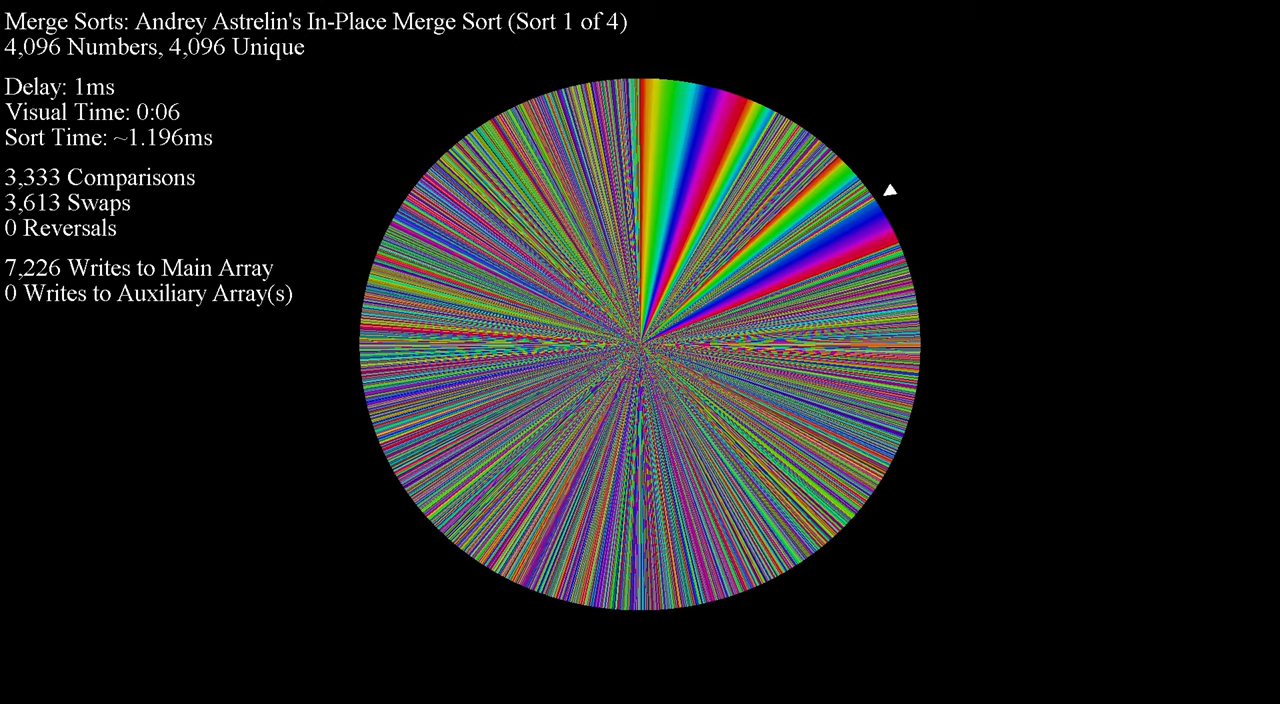 Merge Sorts: Andrey Astrelin's In-Place Merge Sort (Sort 1 of 4)
4,096 Numbers, 4,096 Unique
Delay: 1ms
Visual Time: 0:06
Sort Time: ~1.196ms
3,333 Comparisons
3,613 Swaps
0 Reversals
7,226 Writes to Main Array
0 Writes to Auxiliary Array(s)